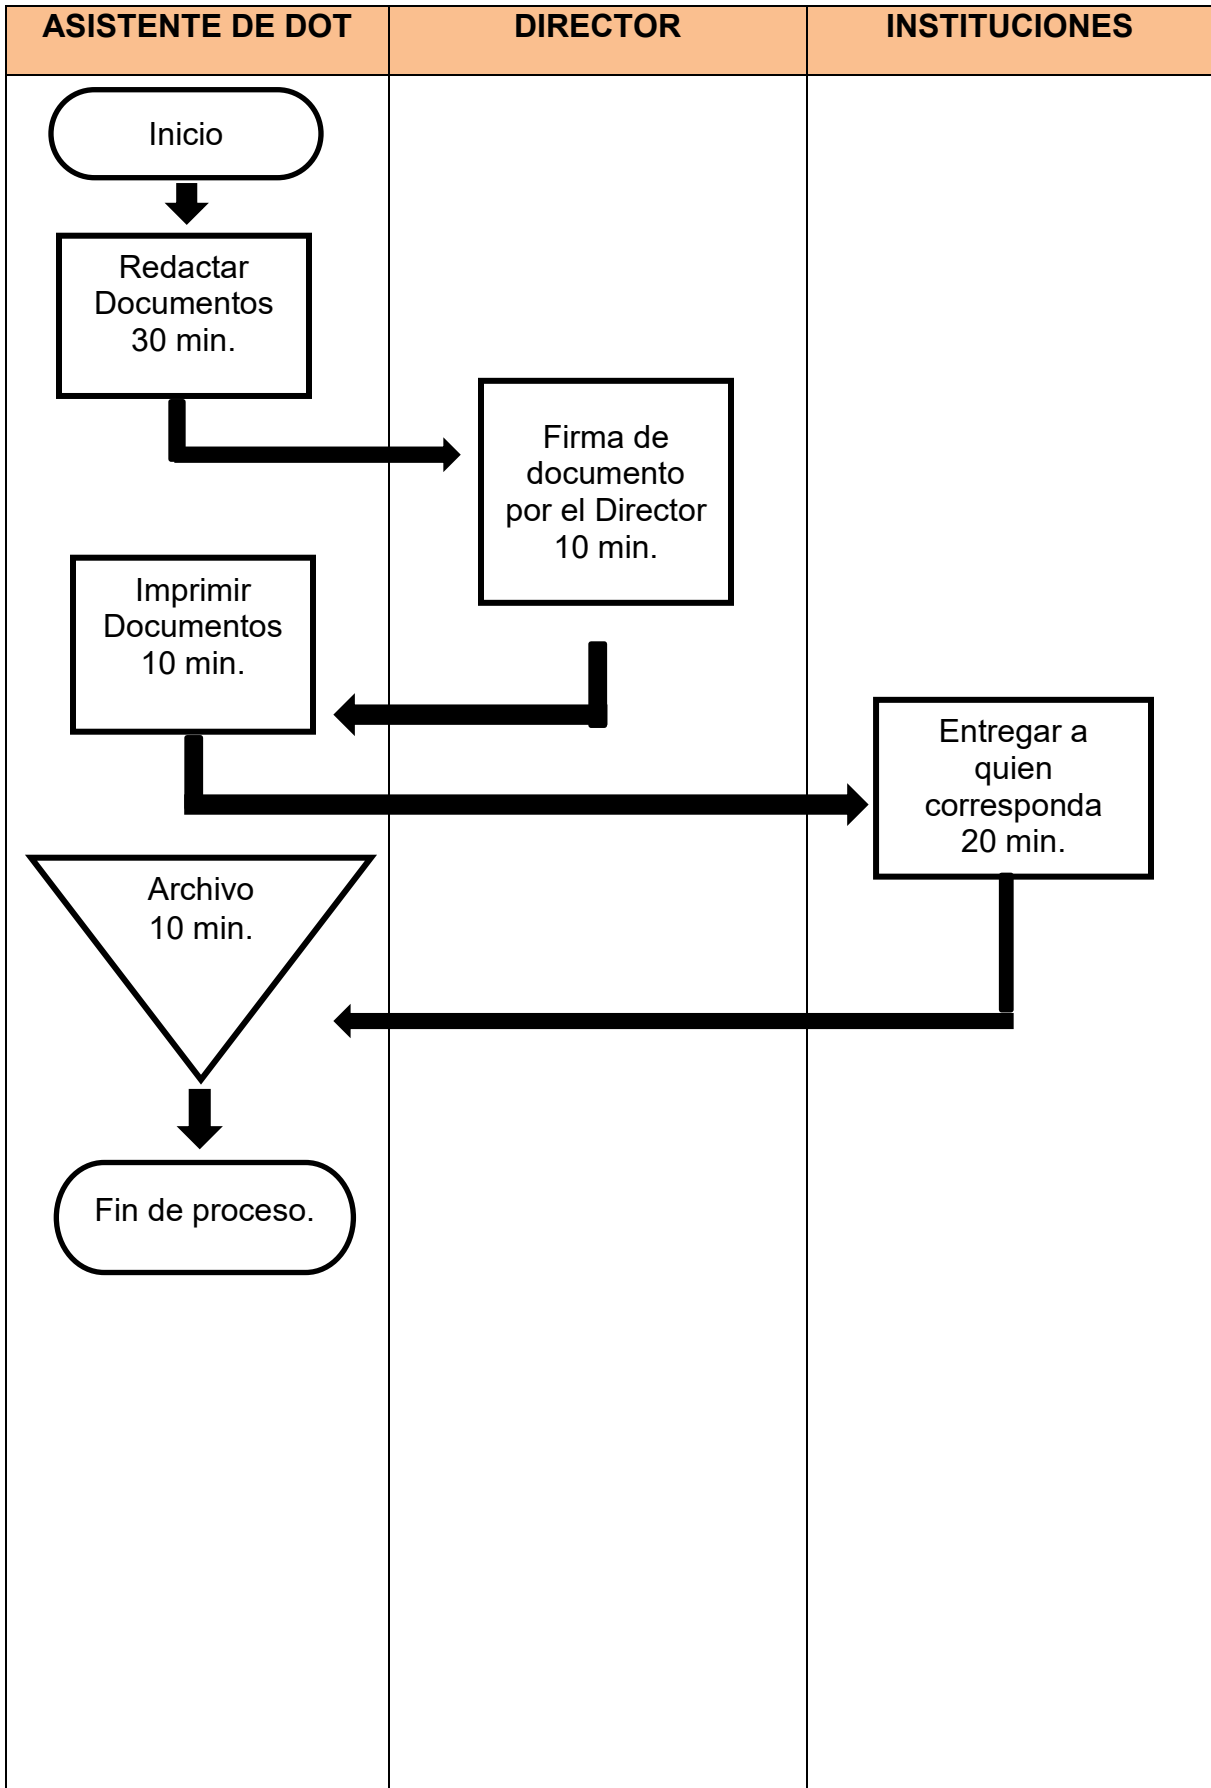 ASISTENTE DE DOT
DIRECTOR
INSTITUCIONES
Inicio
Redactar
Documentos
30 min.
Firma de
documento
por el Director
10 min.
Imprimir
Documentos
10 min.
Entregar a
quien
corresponda
20 min.
Archivo
10 min.
Fin de proceso.